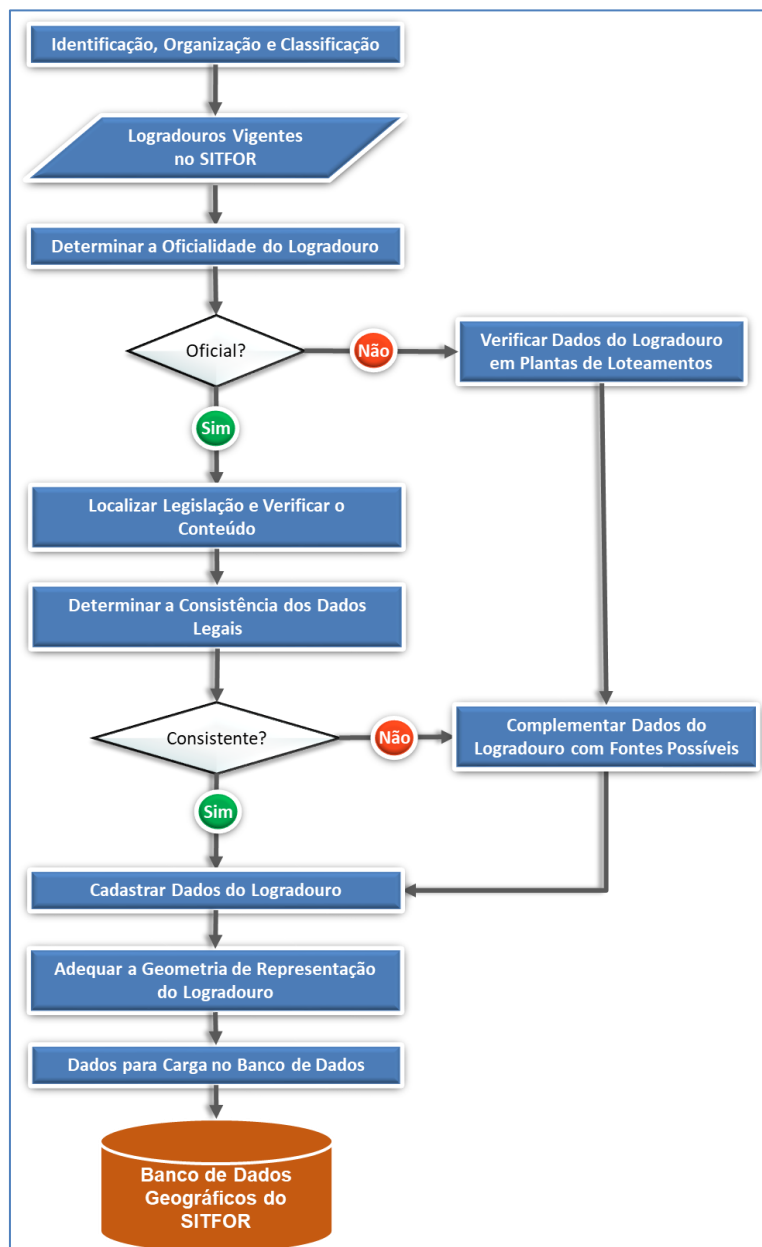 Identificação, Organização e Classificação
Logradouros Vigentes
no SITFOR
Determinar a Oficialidade do Logradouro
Oficial?
Não
Verificar Dados do Logradouro
em Plantas de Loteamentos
Sim
Localizar Legislação e Verificar o
Conteúdo
Determinar a Consistência dos Dados
Legais
Consistente?
Não
Complementar Dados do
Logradouro com Fontes Possíveis
Sim
Cadastrar Dados do Logradouro
Adequar a Geometria de Representação
do Logradouro
Dados para Carga no Banco de Dados
Banco de Dados
Geográficos do
SITFOR